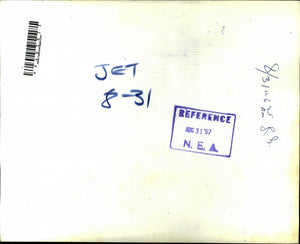 JET
8-31
REFERENCE
AUG 31 '67
N. E. A.